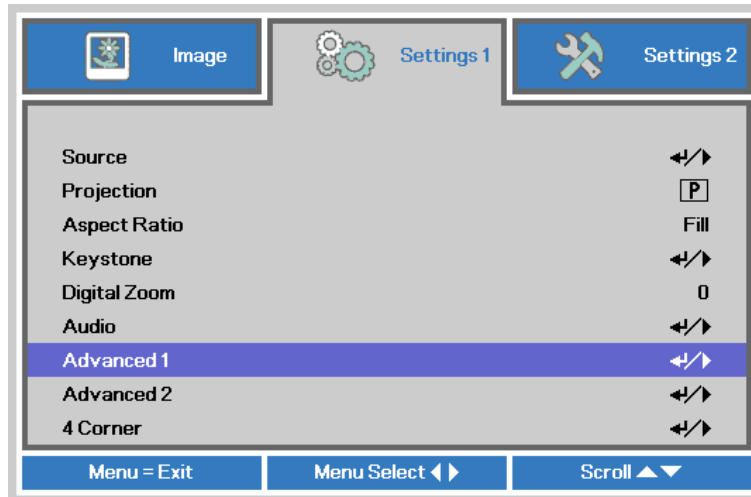 Image
Settings 1
Settings 2
Source ↵/▶
Projection P
Aspect Ratio Fill
Keystone ↵/▶
Digital Zoom 0
Audio ↵/▶
Advanced 1 ↵/▶
Advanced 2 ↵/▶
4 Corner ↵/▶
Menu = Exit
Menu Select ◀ ▶
Scroll ▲▼